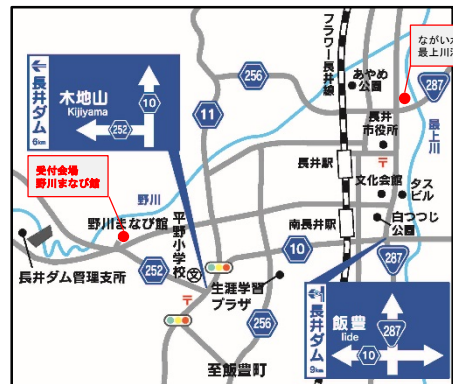 ながい水
最上川河
フラワー長井線
256
287
あやめ
公園
長井ダム
6km
木地山
Kijiyama
10
252
11
長井
市役所
最上川
受付会場
野川まなび館
長井駅
〒
野川
文化会館
タス
ビル
野川まなび館
平野小学校
文
南長井駅
白つつじ
公園
10
287
長井ダム管理支所
252
生涯学習
プラザ
〒
256
長井ダム
9km
飯豊
Iide
287
10
至飯豊町